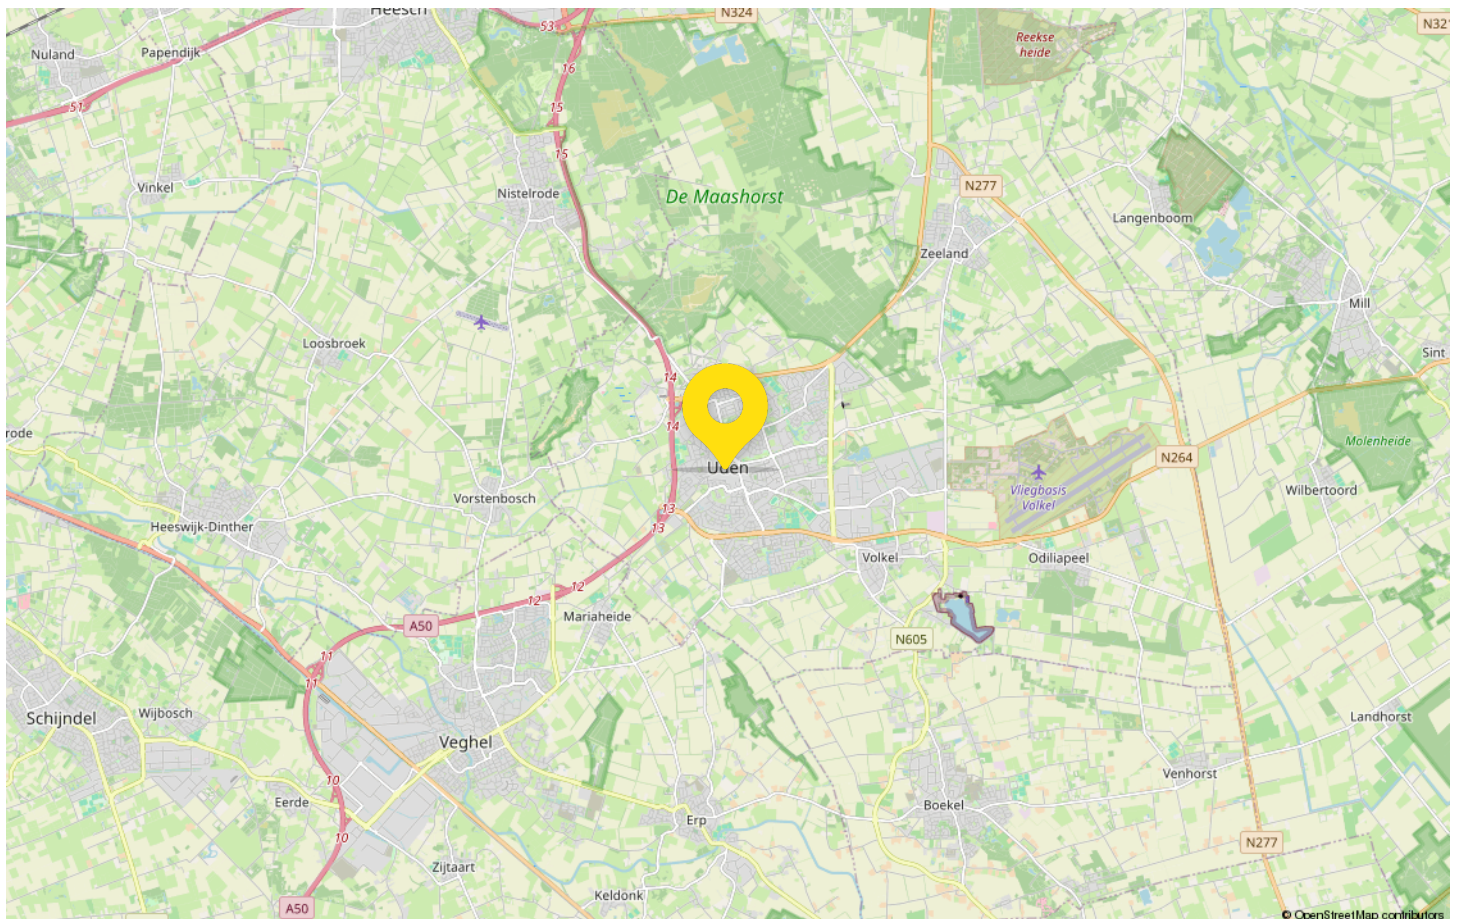 Heesch
53
N324
N321
Nuland
Papendijk
16
Reekse
heide
51
15
15
Vinkel
Nistelrode
De Maashorst
N277
Langenboom
Zeeland
Mill
Loosbroek
Sint
14
14
rode
Molenheide
Uden
N264
Vliegbasis
Volkel
Wilbertoord
Vorstenbosch
13
13
Heeswijk-Dinther
Volkel
Odiliapeel
12
12
Mariaheide
A50
N605
11
11
Schijndel
Wijbosch
Landhorst
Veghel
Venhorst
10
Eerde
Boekel
Erp
10
N277
Zijtaart
Keldonk
A50
© OpenStreetMap contributors